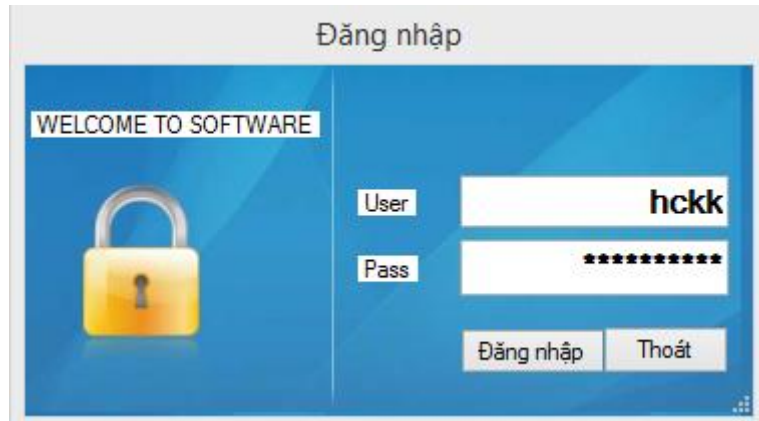 Đăng nhập
WELCOME TO SOFTWARE
User
hckk
Pass
**********
Đăng nhập
Thoát